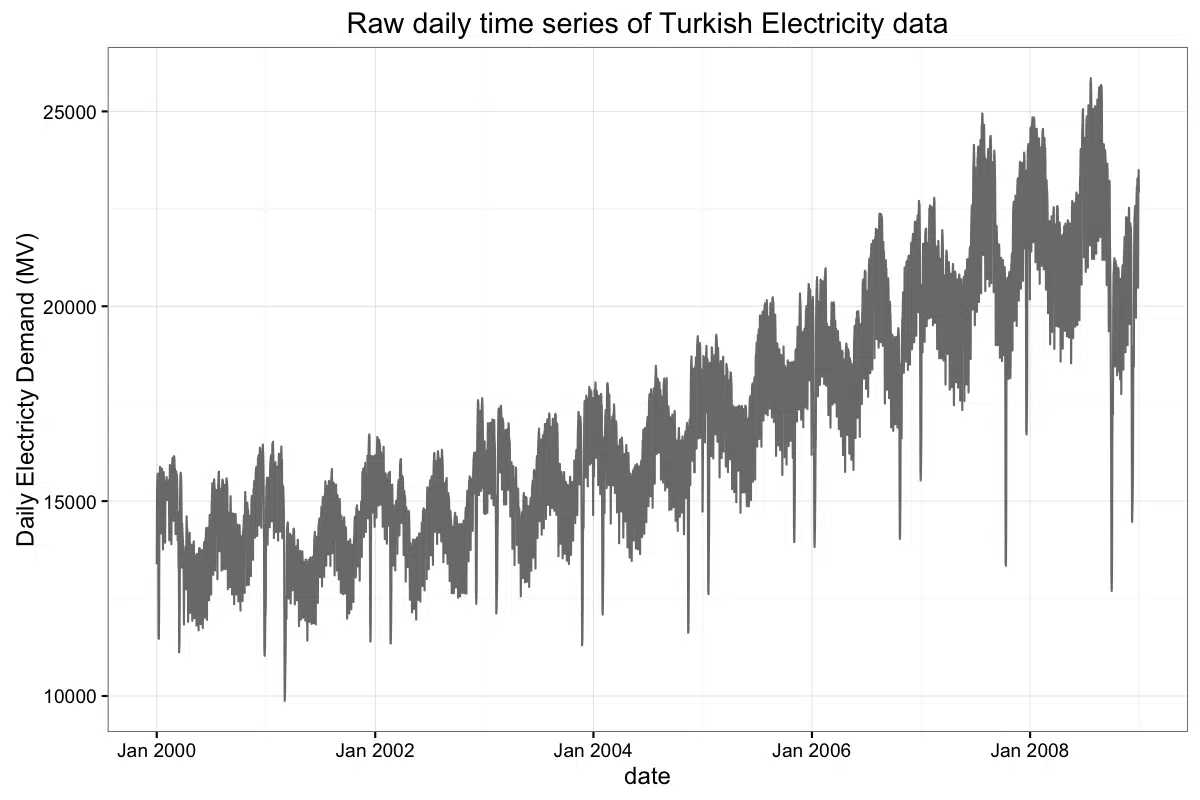 Raw daily time series of Turkish Electricity data
Daily Electricty Demand (MV)
25000
20000
15000
10000
Jan 2000
Jan 2002
Jan 2004
Jan 2006
Jan 2008
date